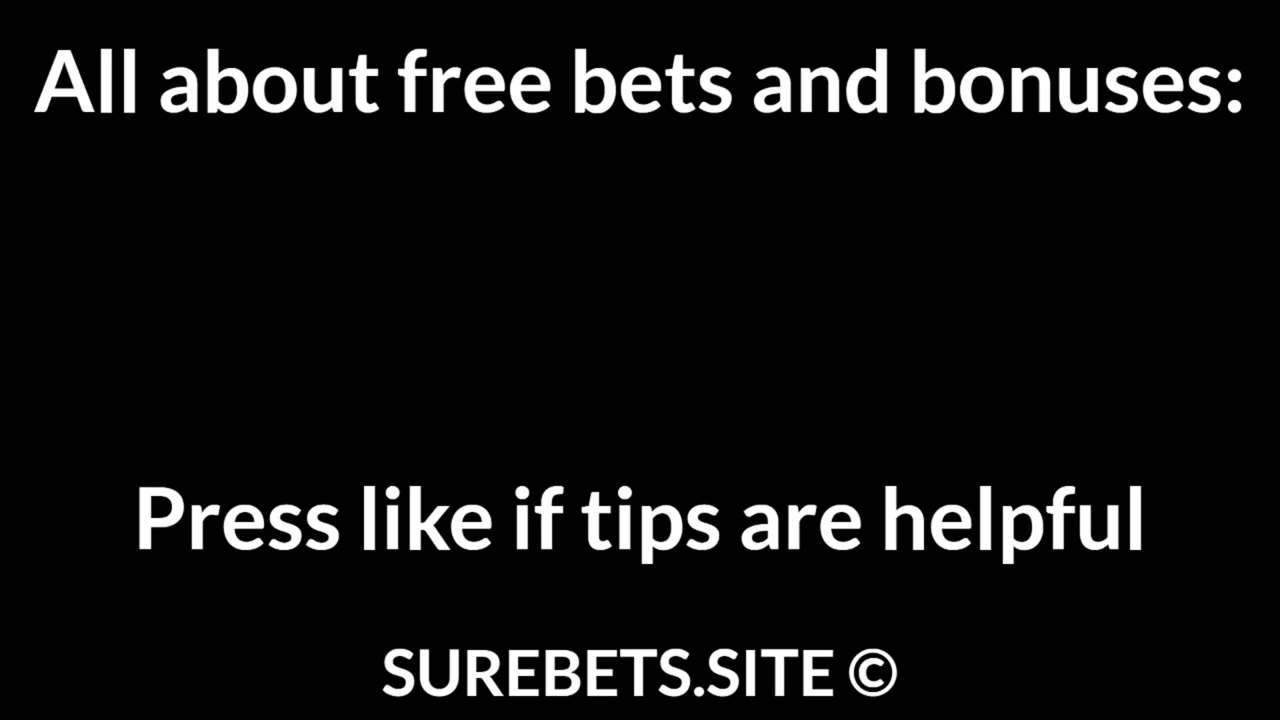 All about free bets and bonuses:
Press like if tips are helpful
SUREBETS.SITE ©